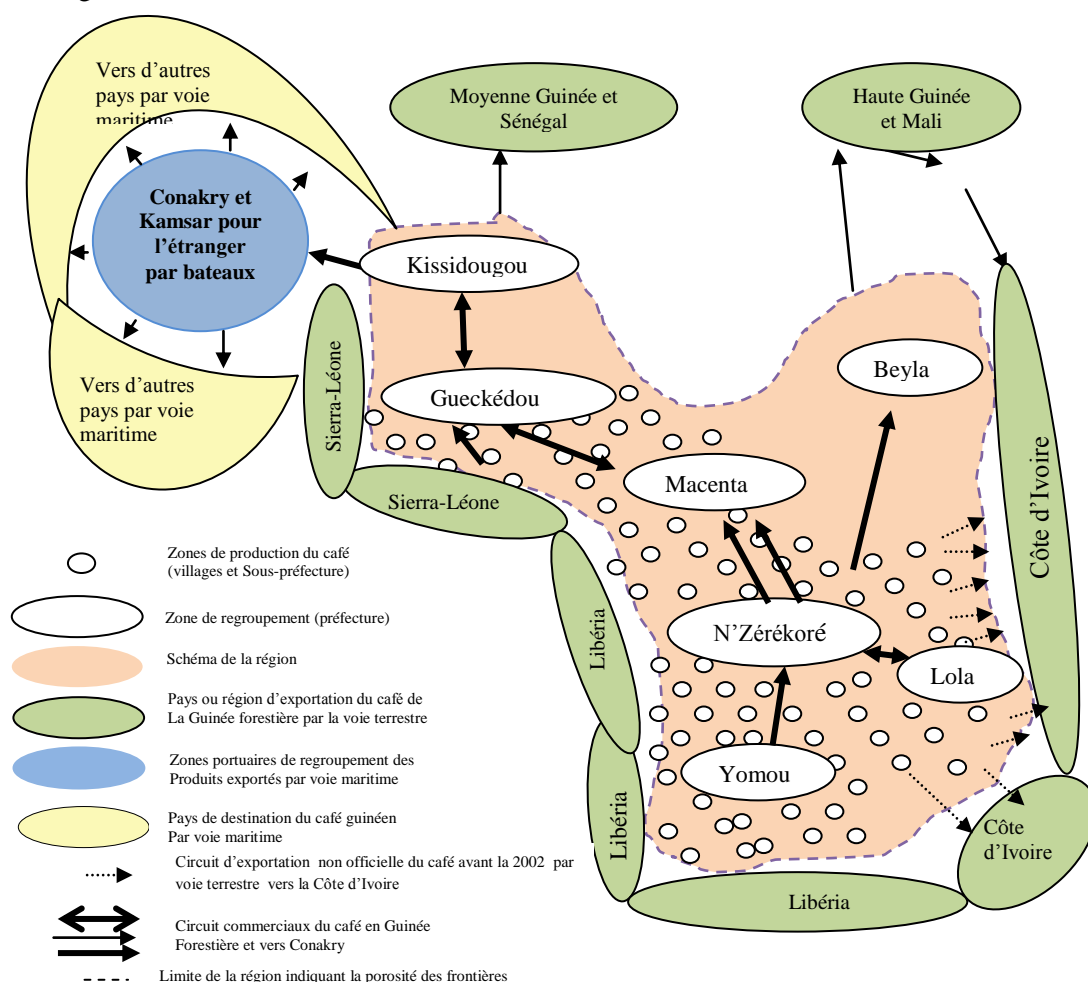 Vers d'autres
pays par voie
maritime
Moyenne Guinée et
Sénégal
Haute Guinée
et Mali
Conakry et
Kamsar pour
l'étranger
par bateaux
Kissidougou
Sierra-Léone
Gueckédou
Beyla
Vers d'autres
pays par voie
maritime
Macenta
Sierra-Léone
Côte d'Ivoire
Zones de production du café
(villages et Sous-préfecture)
Zone de regroupement (préfecture)
N'Zérékoré
Libéria
Schéma de la région
Lola
Pays ou région d'exportation du café de
La Guinée forestière par la voie terrestre
Zones portuaires de regroupement des
Produits exportés par voie maritime
Yomou
Libéria
Pays de destination du café guinéen
Par voie maritime
Côte
d'Ivoire
Circuit d'exportation non officielle du café avant la 2002 par
voie terrestre vers la Côte d'Ivoire
Libéria
Circuit commerciaux du café en Guinée
Forestière et vers Conakry
Limite de la région indiquant la porosité des frontières